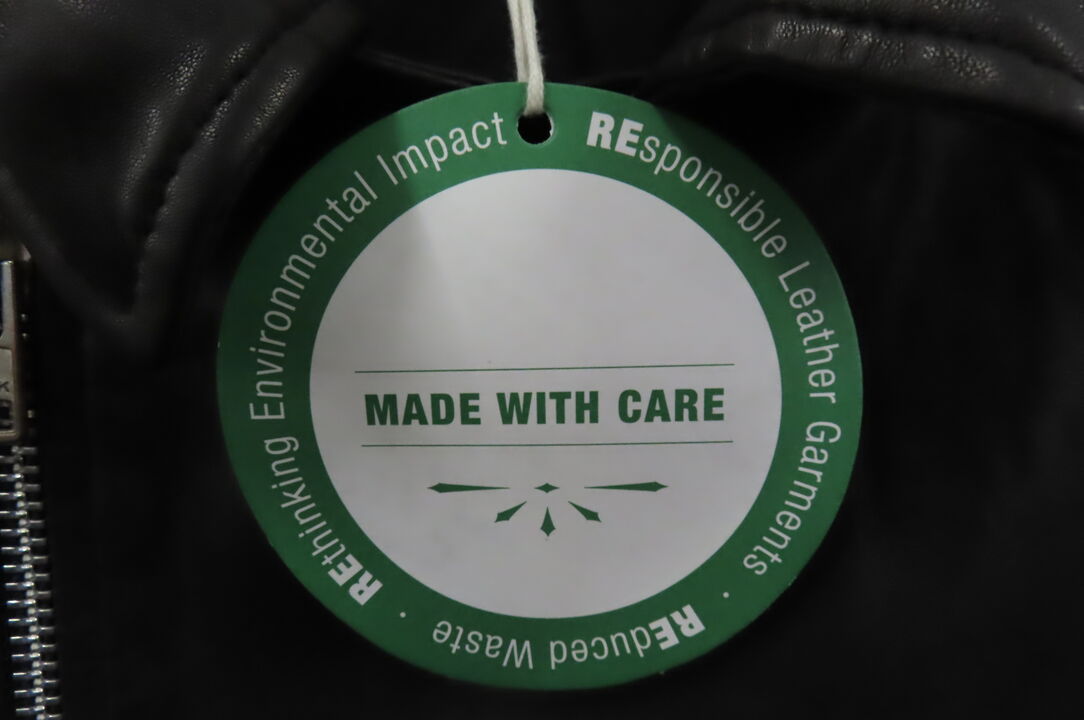 REsponsible Leather Garments
· REduced Waste ·
REthinking Environmental Impact
MADE WITH CARE